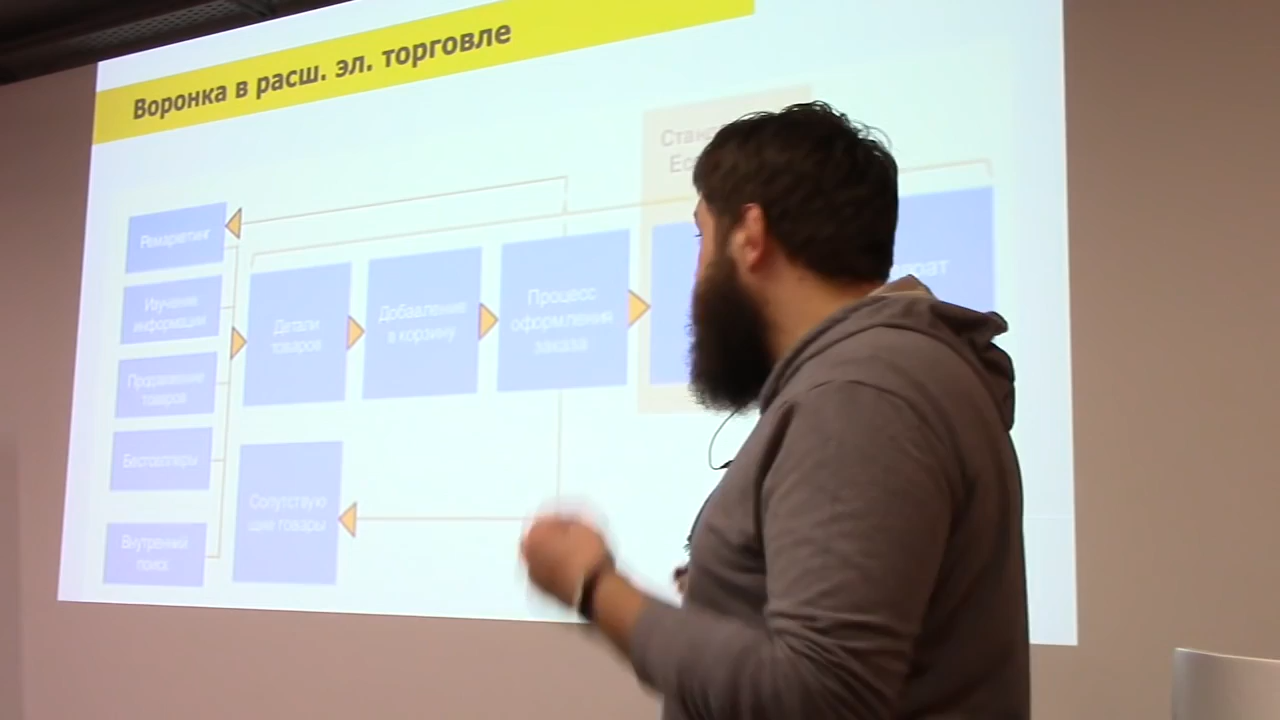 Воронка в расш. эл. торговле
Ремаркетинг
Изучение
информации
Продвижение
товаров
Бестселлеры
Внутренний
поиск
Детали
товаров
Добавление
в корзину
Процесс
оформления
заказа
Сопутствую
щие товары